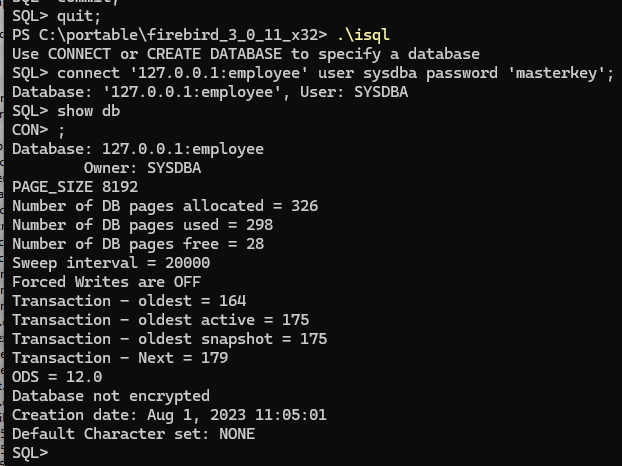 SQL> commit;
SQL> quit;
PS C:\portable\firebird_3_0_11_x32> .\isql
Use CONNECT or CREATE DATABASE to specify a database
SQL> connect '127.0.0.1:employee' user sysdba password 'masterkey';
Database: '127.0.0.1:employee', User: SYSDBA
SQL> show db
CON> ;
Database: 127.0.0.1:employee
        Owner: SYSDBA
PAGE_SIZE 8192
Number of DB pages allocated = 326
Number of DB pages used = 298
Number of DB pages free = 28
Sweep interval = 20000
Forced Writes are OFF
Transaction - oldest = 164
Transaction - oldest active = 175
Transaction - oldest snapshot = 175
Transaction - Next = 179
ODS = 12.0
Database not encrypted
Creation date: Aug 1, 2023 11:05:01
Default Character set: NONE
SQL>